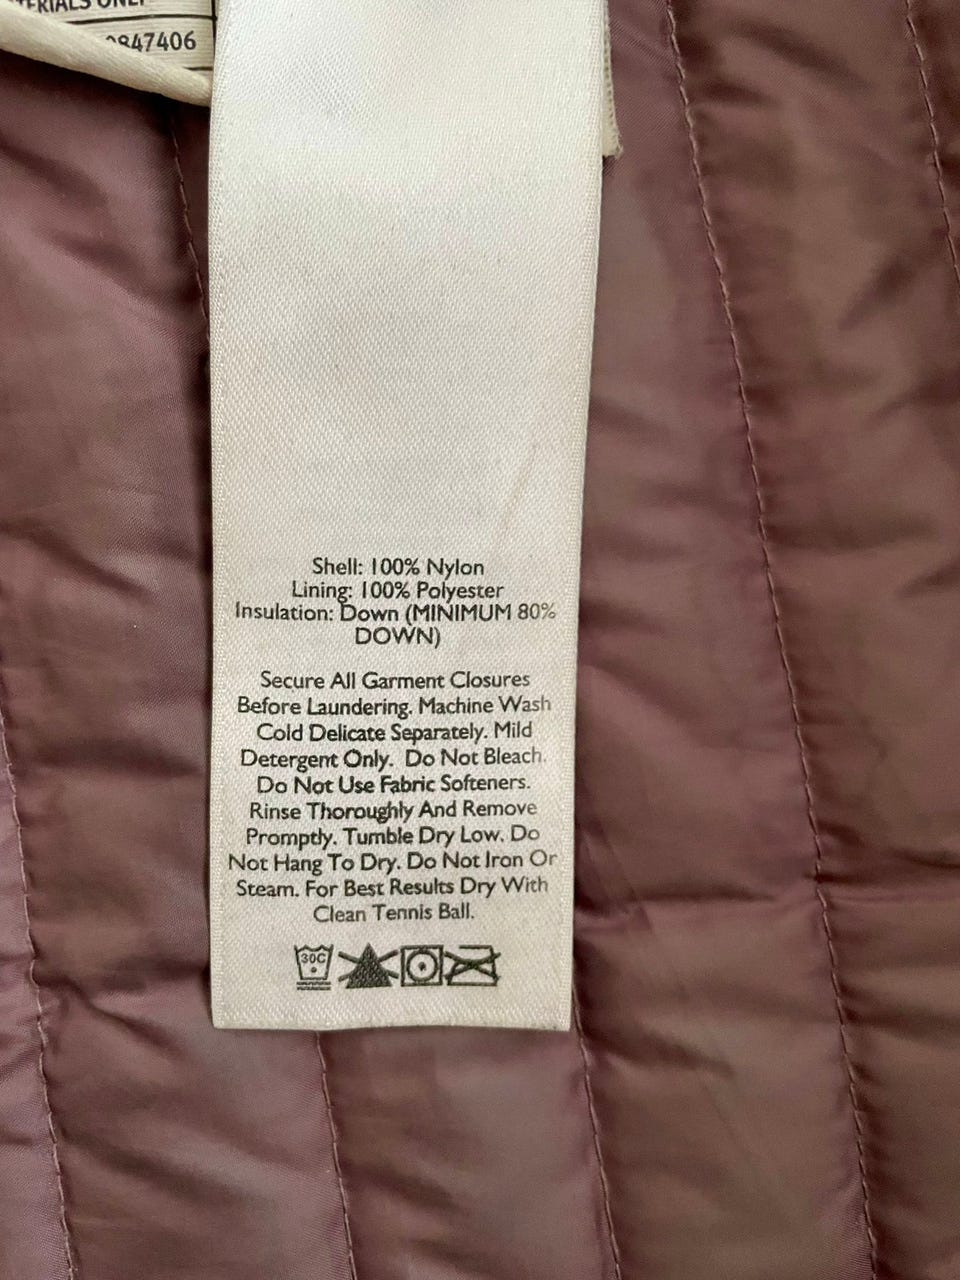 MATERIALS ONLY
847406
Shell: 100% Nylon
Lining: 100% Polyester
Insulation: Down (MINIMUM 80%
DOWN)
Secure All Garment Closures
Before Laundering. Machine Wash
Cold Delicate Separately. Mild
Detergent Only. Do Not Bleach.
Do Not Use Fabric Softeners.
Rinse Thoroughly And Remove
Promptly. Tumble Dry Low. Do
Not Hang To Dry. Do Not Iron Or
Steam. For Best Results Dry With
Clean Tennis Ball.
30C